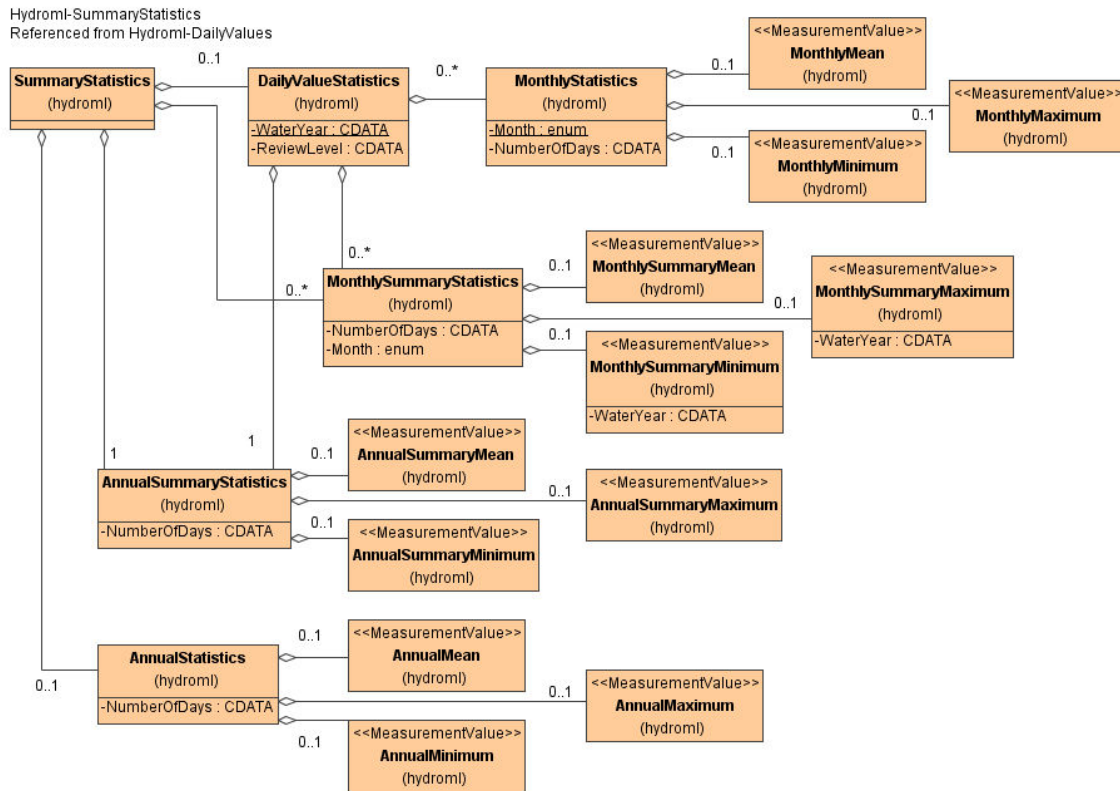 Hydroml-SummaryStatistics
Referenced from Hydroml-DailyValues
SummaryStatistics
(hydroml)
0..1
DailyValueStatistics
(hydroml)
-WaterYear : CDATA
-ReviewLevel : CDATA
0..*
MonthlyStatistics
(hydroml)
-Month : enum
-NumberOfDays : CDATA
0..1
<<MeasurementValue>>
MonthlyMean
(hydroml)
0..1
<<MeasurementValue>>
MonthlyMaximum
(hydroml)
0..1
<<MeasurementValue>>
MonthlyMinimum
(hydroml)
0..*
0..*
MonthlySummaryStatistics
(hydroml)
-NumberOfDays : CDATA
-Month : enum
0..1
<<MeasurementValue>>
MonthlySummaryMean
(hydroml)
0..1
<<MeasurementValue>>
MonthlySummaryMaximum
(hydroml)
-WaterYear : CDATA
0..1
<<MeasurementValue>>
MonthlySummaryMinimum
(hydroml)
-WaterYear : CDATA
1
1
AnnualSummaryStatistics
(hydroml)
-NumberOfDays : CDATA
0..1
<<MeasurementValue>>
AnnualSummaryMean
(hydroml)
0..1
<<MeasurementValue>>
AnnualSummaryMaximum
(hydroml)
0..1
<<MeasurementValue>>
AnnualSummaryMinimum
(hydroml)
0..1
AnnualStatistics
(hydroml)
-NumberOfDays : CDATA
0..1
<<MeasurementValue>>
AnnualMean
(hydroml)
0..1
<<MeasurementValue>>
AnnualMaximum
(hydroml)
0..1
<<MeasurementValue>>
AnnualMinimum
(hydroml)